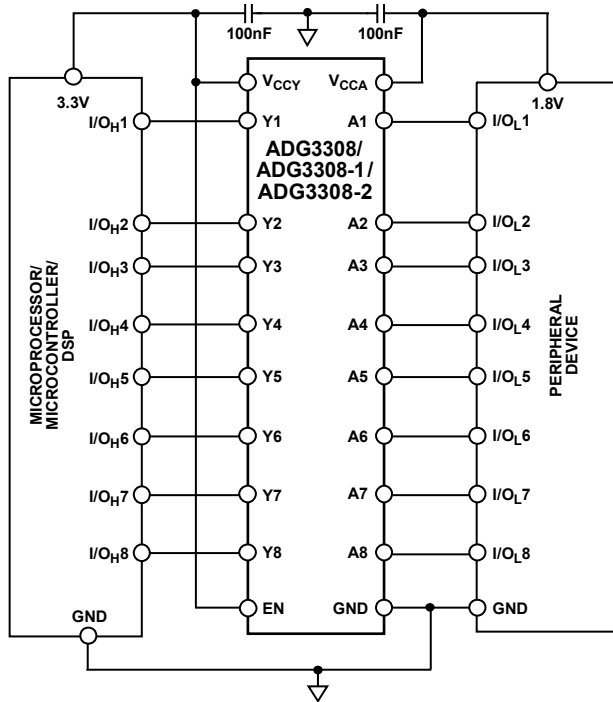 100nF
100nF
3.3V
VCCY
VCCA
1.8V
I/OH1
Y1
A1
I/OL1
ADG3308/
ADG3308-1/
ADG3308-2
I/OH2
Y2
A2
I/OL2
I/OH3
Y3
A3
I/OL3
MICROPROCESSOR/
MICROCONTROLLER/
DSP
I/OH4
Y4
A4
I/OL4
PERIPHERAL
DEVICE
I/OH5
Y5
A5
I/OL5
I/OH6
Y6
A6
I/OL6
I/OH7
Y7
A7
I/OL7
I/OH8
Y8
A8
I/OL8
GND
EN
GND
GND